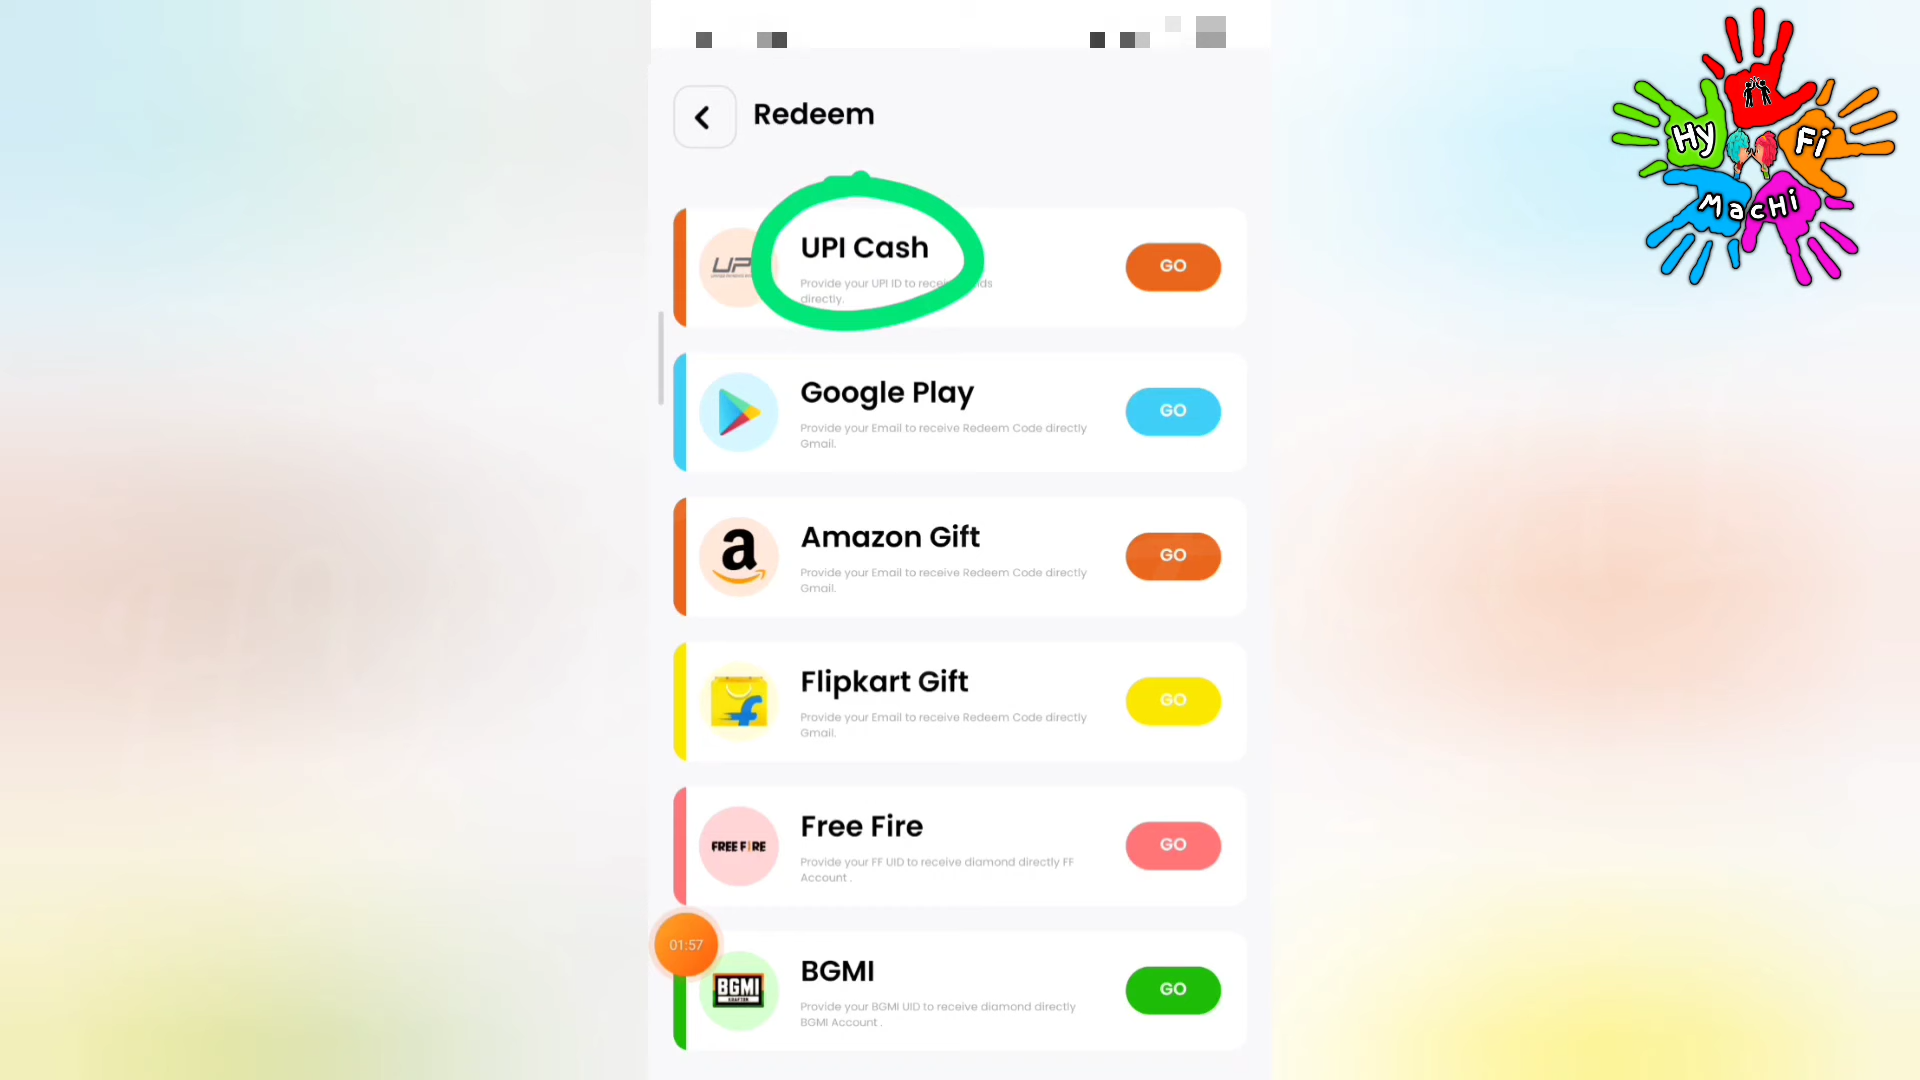 Redeem
UPI Cash
Provide your UPI ID to
directly.
GO
Google Play
Provide your Email to receive Redeem Code directly
Gmail.
GO
Amazon Gift
Provide your Email to receive Redeem Code directly
Gmail.
GO
Flipkart Gift
Provide your Email to receive Redeem Code directly
Gmail.
GO
FREE FIRE
Free Fire
Provide your FF UID to receive diamond directly FF
Account .
GO
01:57
BGMI
BGMI
Provide your BGMI UID to receive diamond directly
BGMI Account .
GO
Hy Fi
MacHi